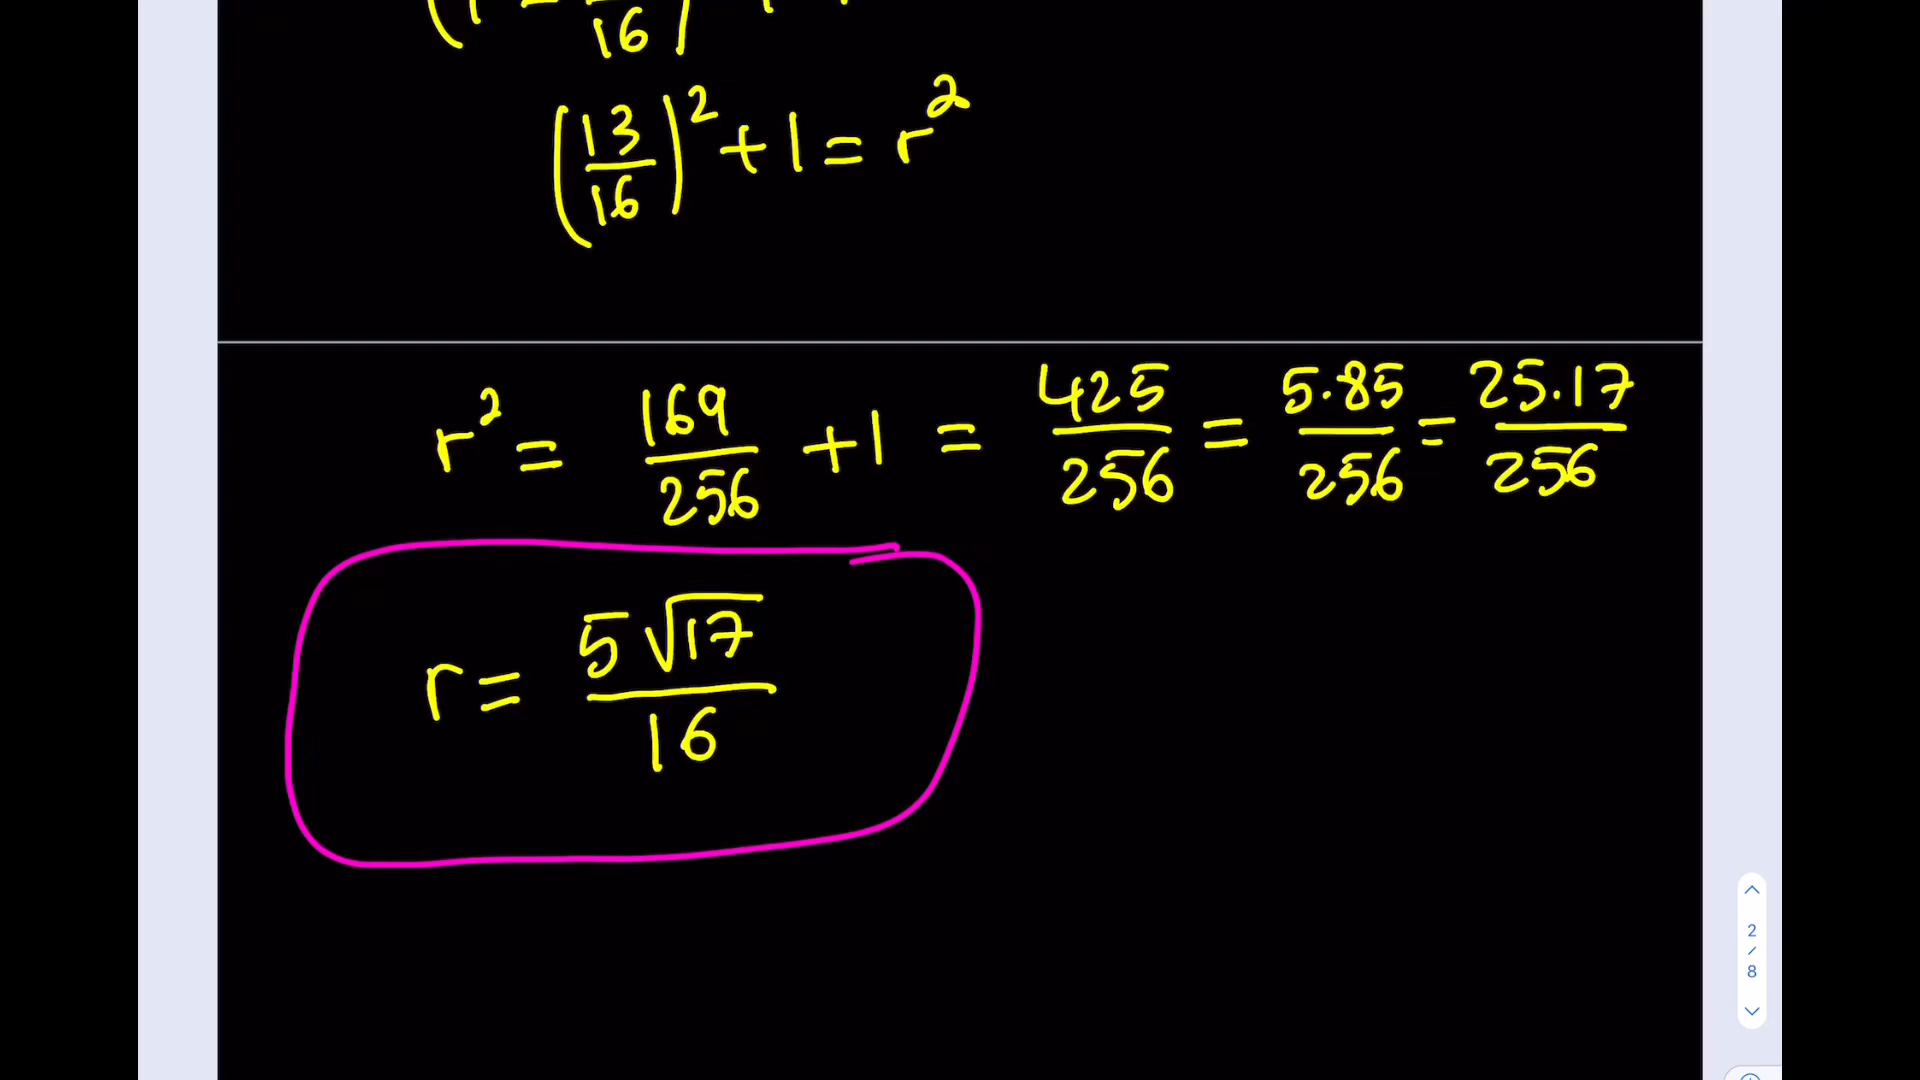 16
(13/16)² + 1 = r²
r² = 169/256 + 1 = 425/256 = 5·85/256 = 25·17/256
r = 5√17/16
2
/
8